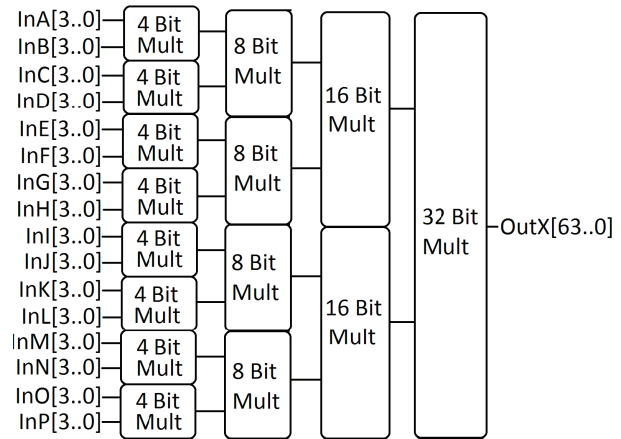 InA[3..0]
InB[3..0]
InC[3..0]
InD[3..0]
InE[3..0]
InF[3..0]
InG[3..0]
InH[3..0]
InI[3..0]
InJ[3..0]
InK[3..0]
InL[3..0]
InM[3..0]
InN[3..0]
InO[3..0]
InP[3..0]
4 Bit
Mult
4 Bit
Mult
4 Bit
Mult
4 Bit
Mult
4 Bit
Mult
4 Bit
Mult
4 Bit
Mult
4 Bit
Mult
8 Bit
Mult
8 Bit
Mult
8 Bit
Mult
8 Bit
Mult
16 Bit
Mult
16 Bit
Mult
32 Bit
Mult
OutX[63..0]